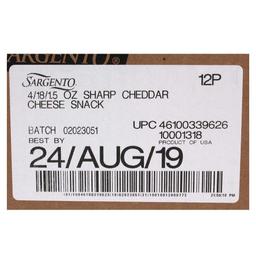 SARGENTO
SARGENTO
12P
4/18/1.5 OZ SHARP CHEDDAR
CHEESE SNACK
UPC 46100339626
BATCH 02023051
10001318
BEST BY
PRODUCT OF USA
24/AUG/19